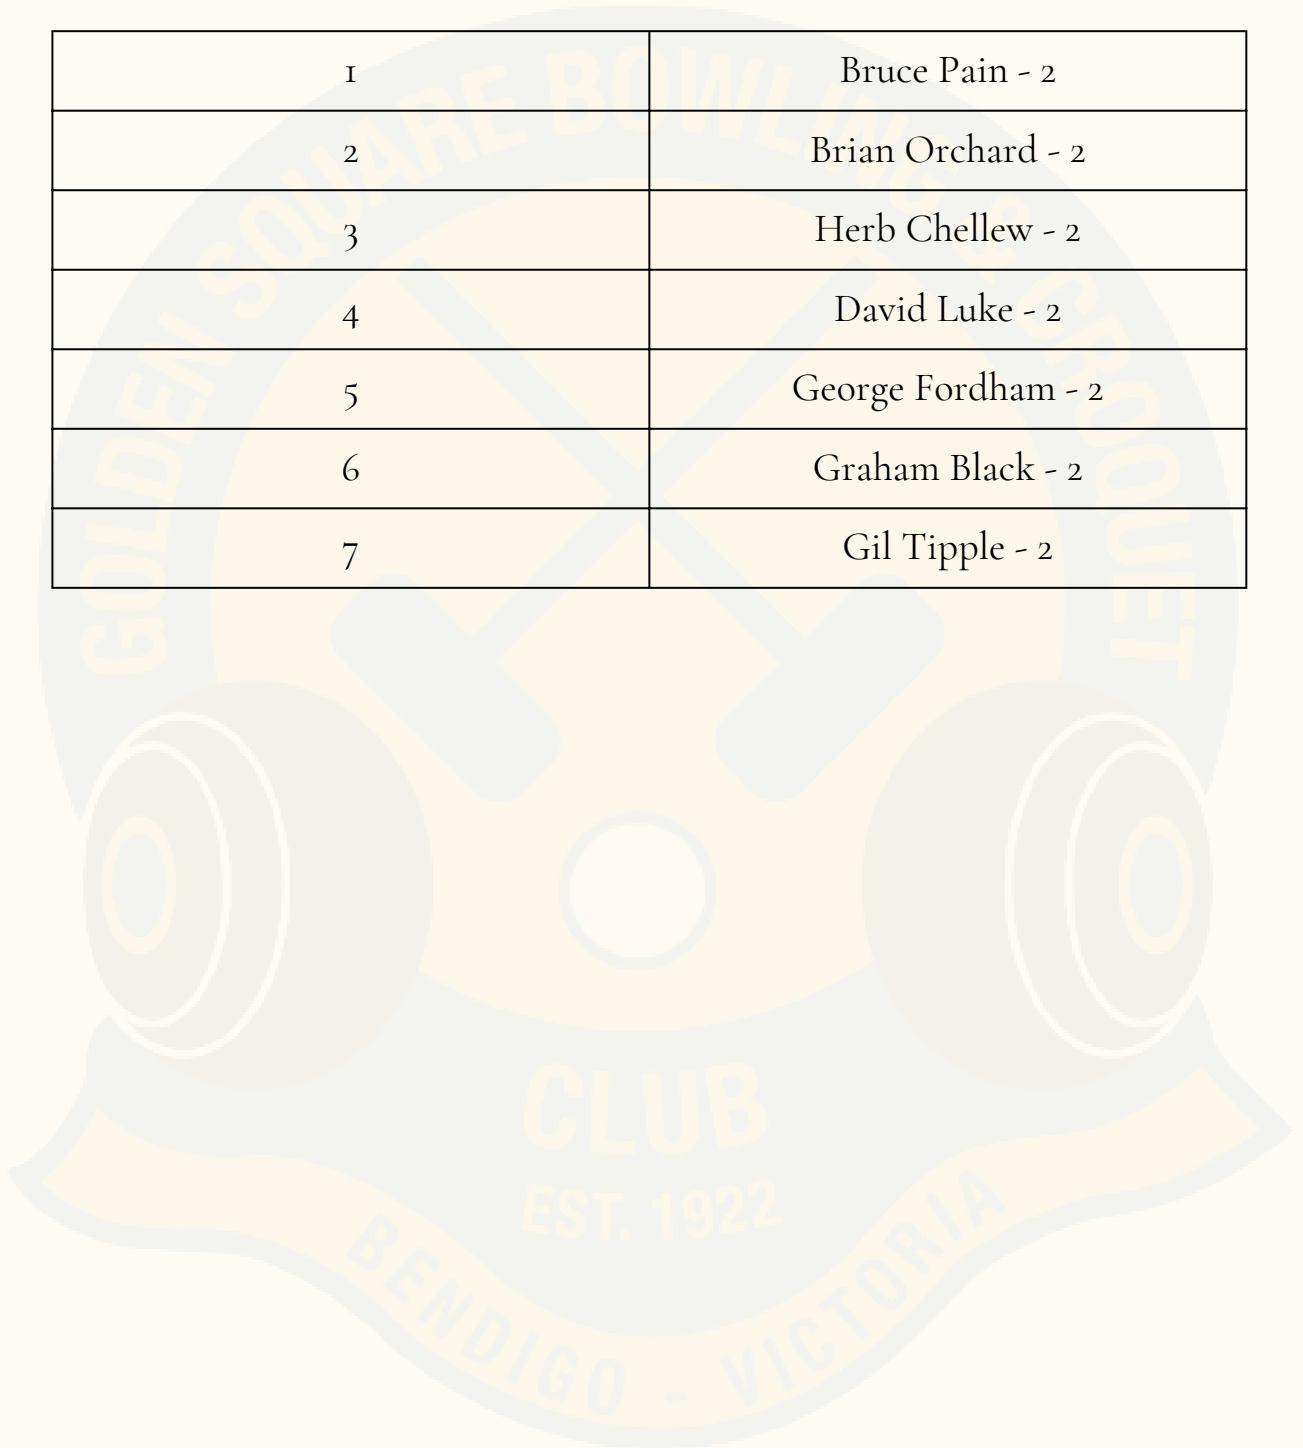 1 Bruce Pain - 2
2 Brian Orchard - 2
3 Herb Chellew - 2
4 David Luke - 2
5 George Fordham - 2
6 Graham Black - 2
7 Gil Tipple - 2
GOLDEN SQUARE BOWLING & CROQUET
CLUB
EST. 1922
BENDIGO - VICTORIA